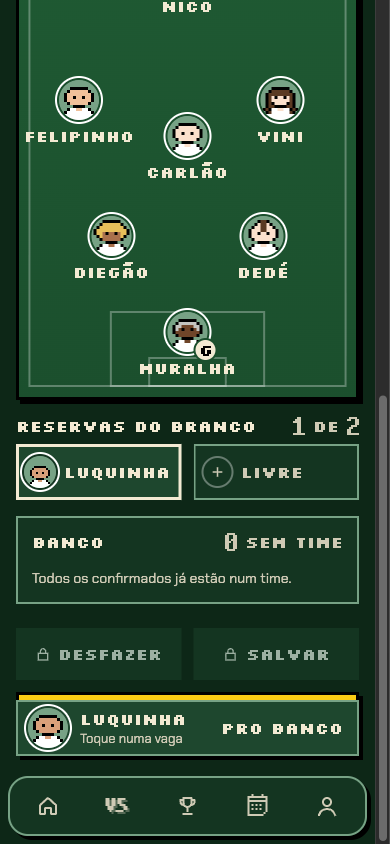 NICO
FELIPINHO
VINI
CARLÃO
DIEGÃO
DEDÉ
G
MURALHA
RESERVAS DO BRANCO 1 DE 2
LUQUINHA
+ LIVRE
BANCO 0 SEM TIME
Todos os confirmados já estão num time.
DESFAZER
SALVAR
LUQUINHA
Toque numa vaga
PRO BANCO
VS